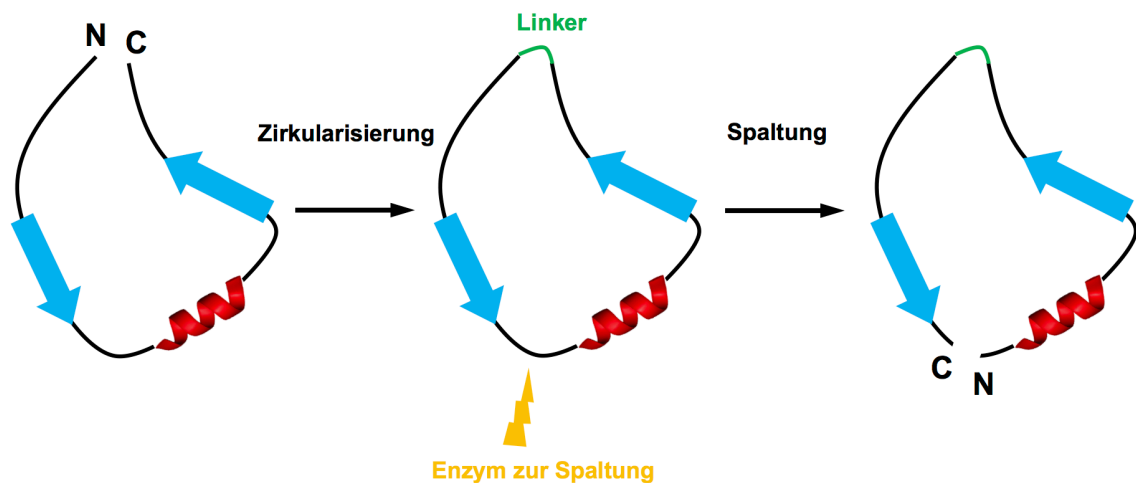 N C
Linker
Zirkularisierung
Spaltung
C N
Enzym zur Spaltung